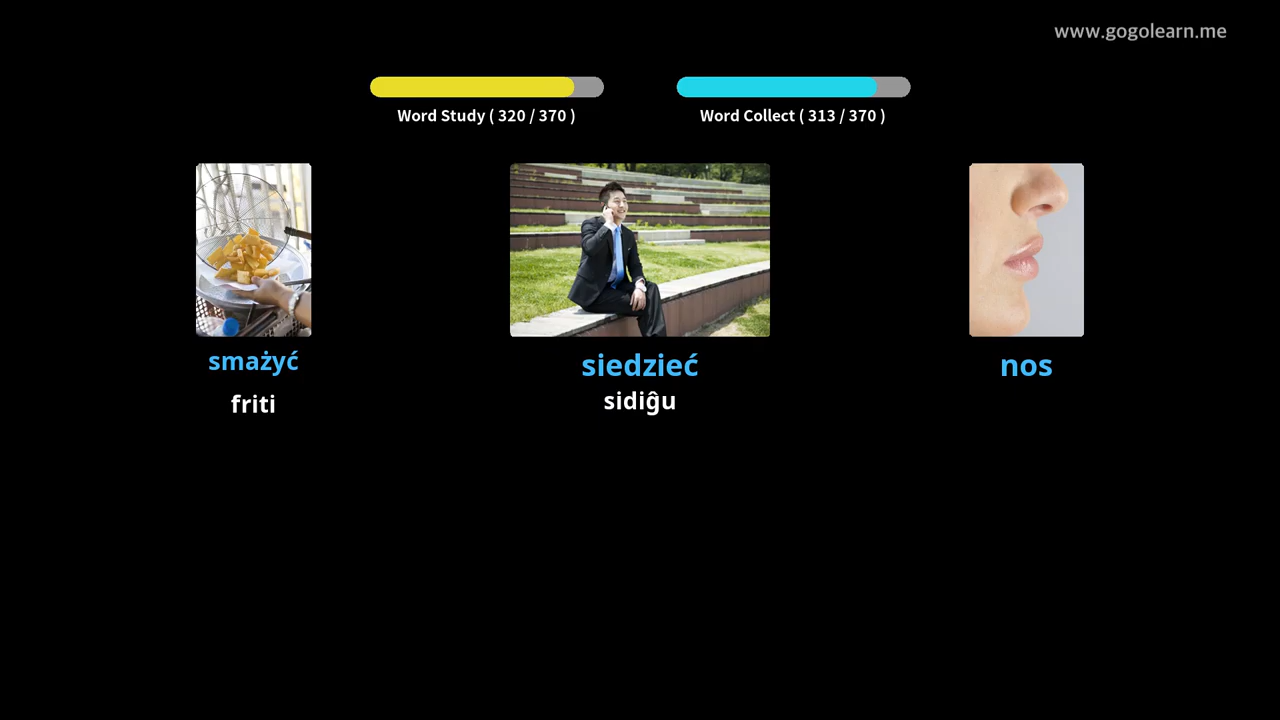 www.gogolearn.me
Word Study ( 320 / 370 )
Word Collect ( 313 / 370 )
smażyć
friti
siedzieć
sidiĝu
nos